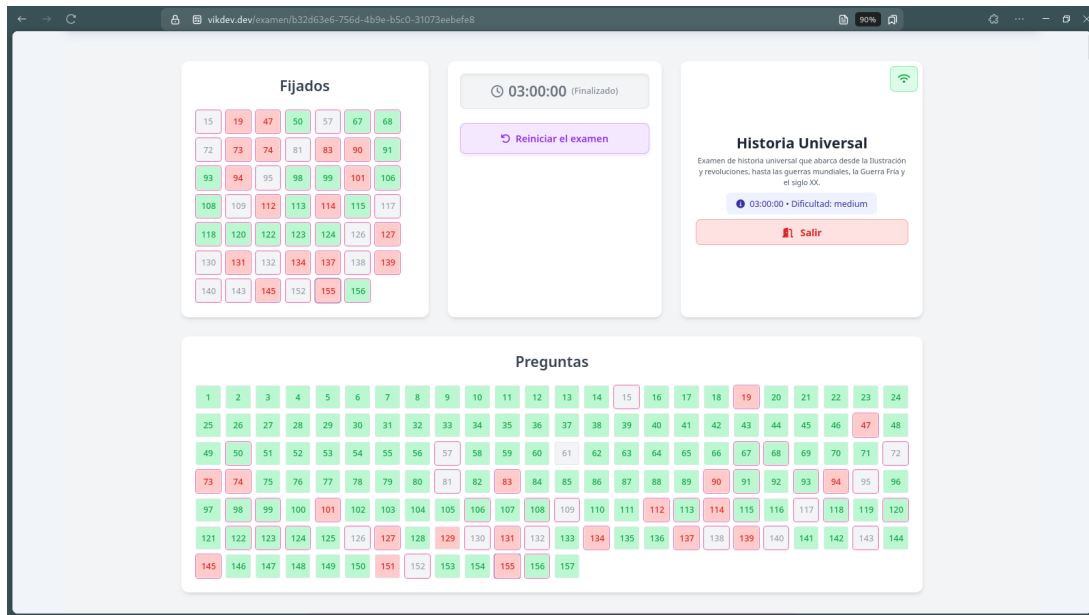 vikdev.dev/examen/b32d63e6-756d-4b9e-b5c0-31073eebefe8
90%
Fijados
15 19 47 50 57 67 68
72 73 74 81 83 90 91
93 94 95 98 99 101 106
108 109 112 113 114 115 117
118 120 122 123 124 126 127
130 131 132 134 137 138 139
140 143 145 152 155 156
03:00:00 (Finalizado)
Reiniciar el examen
Historia Universal
Examen de historia universal que abarca desde la Ilustración
y revoluciones, hasta las guerras mundiales, la Guerra Fría y
el siglo XX.
03:00:00 • Dificultad: medium
Salir
Preguntas
1 2 3 4 5 6 7 8 9 10 11 12 13 14 15 16 17 18 19 20 21 22 23 24
25 26 27 28 29 30 31 32 33 34 35 36 37 38 39 40 41 42 43 44 45 46 47 48
49 50 51 52 53 54 55 56 57 58 59 60 61 62 63 64 65 66 67 68 69 70 71 72
73 74 75 76 77 78 79 80 81 82 83 84 85 86 87 88 89 90 91 92 93 94 95 96
97 98 99 100 101 102 103 104 105 106 107 108 109 110 111 112 113 114 115 116 117 118 119 120
121 122 123 124 125 126 127 128 129 130 131 132 133 134 135 136 137 138 139 140 141 142 143 144
145 146 147 148 149 150 151 152 153 154 155 156 157